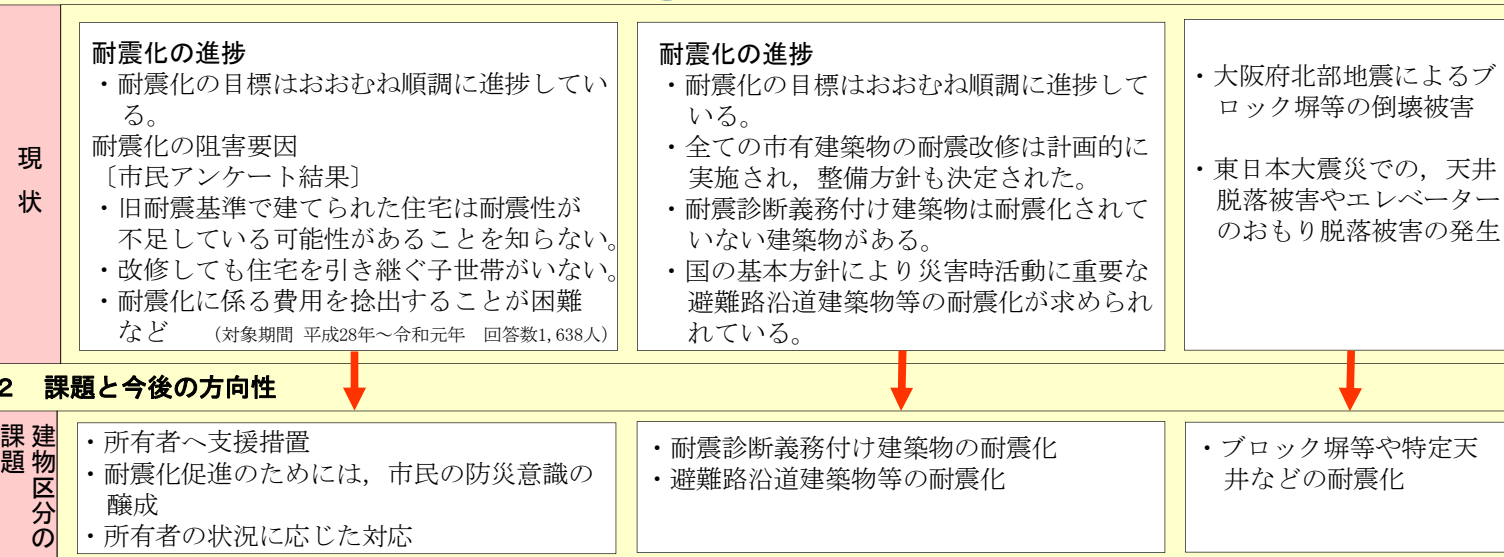 現
状
耐震化の進捗
・耐震化の目標はおおむね順調に進捗してい
る。
耐震化の阻害要因
〔市民アンケート結果〕
・旧耐震基準で建てられた住宅は耐震性が
不足している可能性があることを知らない。
・改修しても住宅を引き継ぐ子世帯がいない。
・耐震化に係る費用を捻出することが困難
など (対象期間 平成28年～令和元年 回答数1,638人)
耐震化の進捗
・耐震化の目標はおおむね順調に進捗して
いる。
・全ての市有建築物の耐震改修は計画的に
実施され，整備方針も決定された。
・耐震診断義務付け建築物は耐震化されて
いない建築物がある。
・国の基本方針により災害時活動に重要な
避難路沿道建築物等の耐震化が求められ
れている。
・大阪府北部地震によるブ
ロック塀等の倒壊被害
・東日本大震災での，天井
脱落被害やエレベーター
のおもり脱落被害の発生
2 課題と今後の方向性
建物区分の
課題
・所有者へ支援措置
・耐震化促進のためには，市民の防災意識の
醸成
・所有者の状況に応じた対応
・耐震診断義務付け建築物の耐震化
・避難路沿道建築物等の耐震化
・ブロック塀等や特定天
井などの耐震化